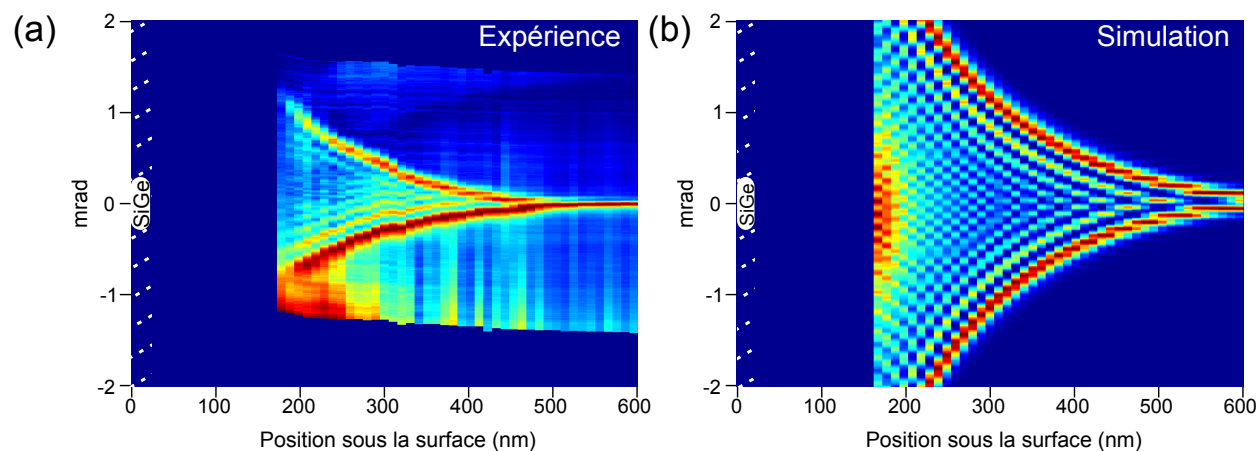 (a)
Expérience
2
1
0
-1
-2
mrad
SiGe
0
100
200
300
400
500
600
Position sous la surface (nm)
(b)
Simulation
2
1
0
-1
-2
mrad
SiGe
0
100
200
300
400
500
600
Position sous la surface (nm)